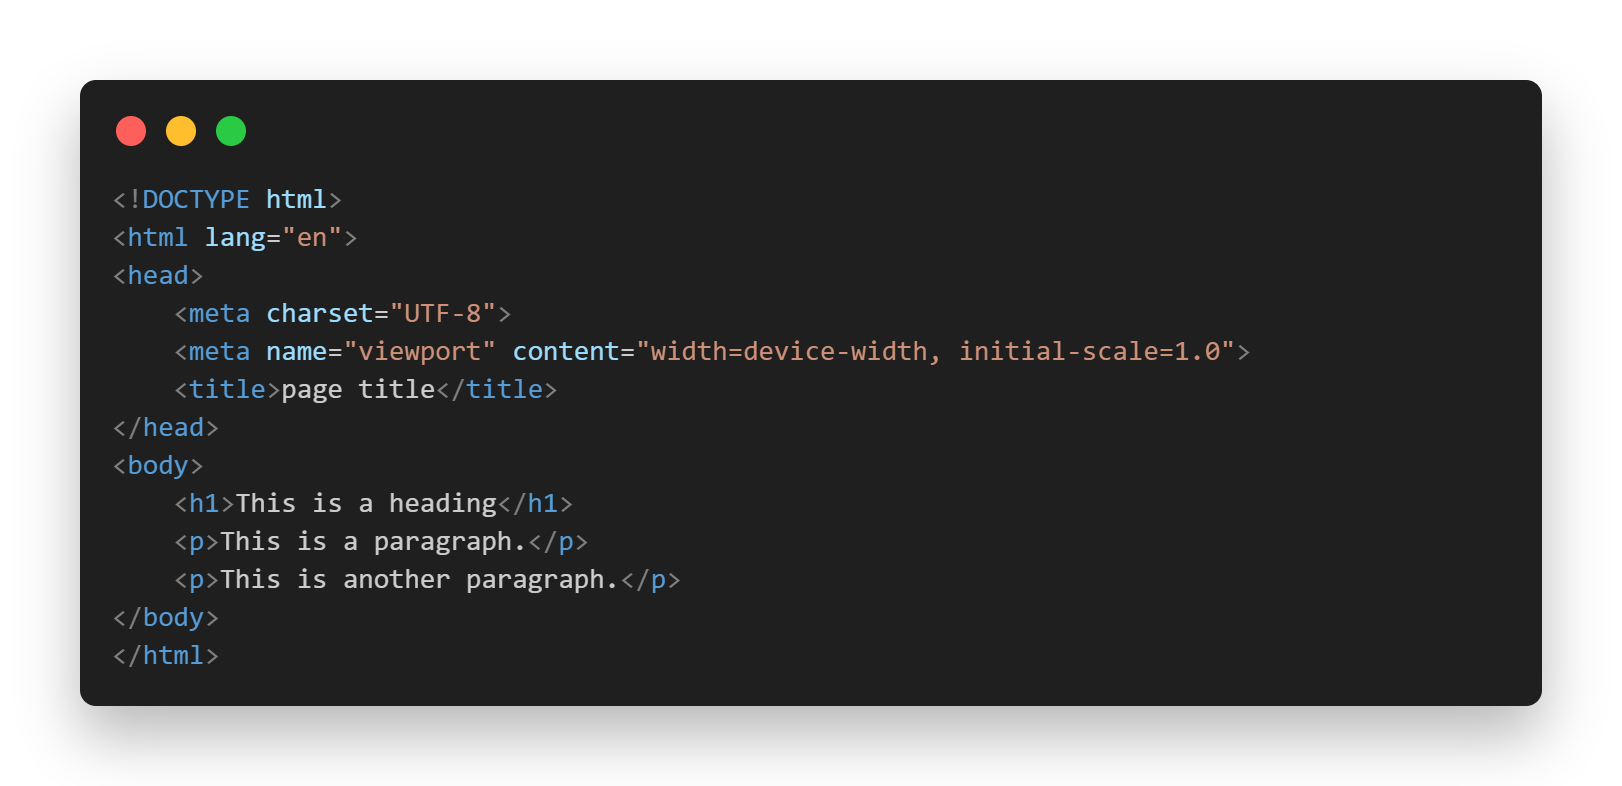 <!DOCTYPE html>
<html lang="en">
<head>
    <meta charset="UTF-8">
    <meta name="viewport" content="width=device-width, initial-scale=1.0">
    <title>page title</title>
</head>
<body>
    <h1>This is a heading</h1>
    <p>This is a paragraph.</p>
    <p>This is another paragraph.</p>
</body>
</html>